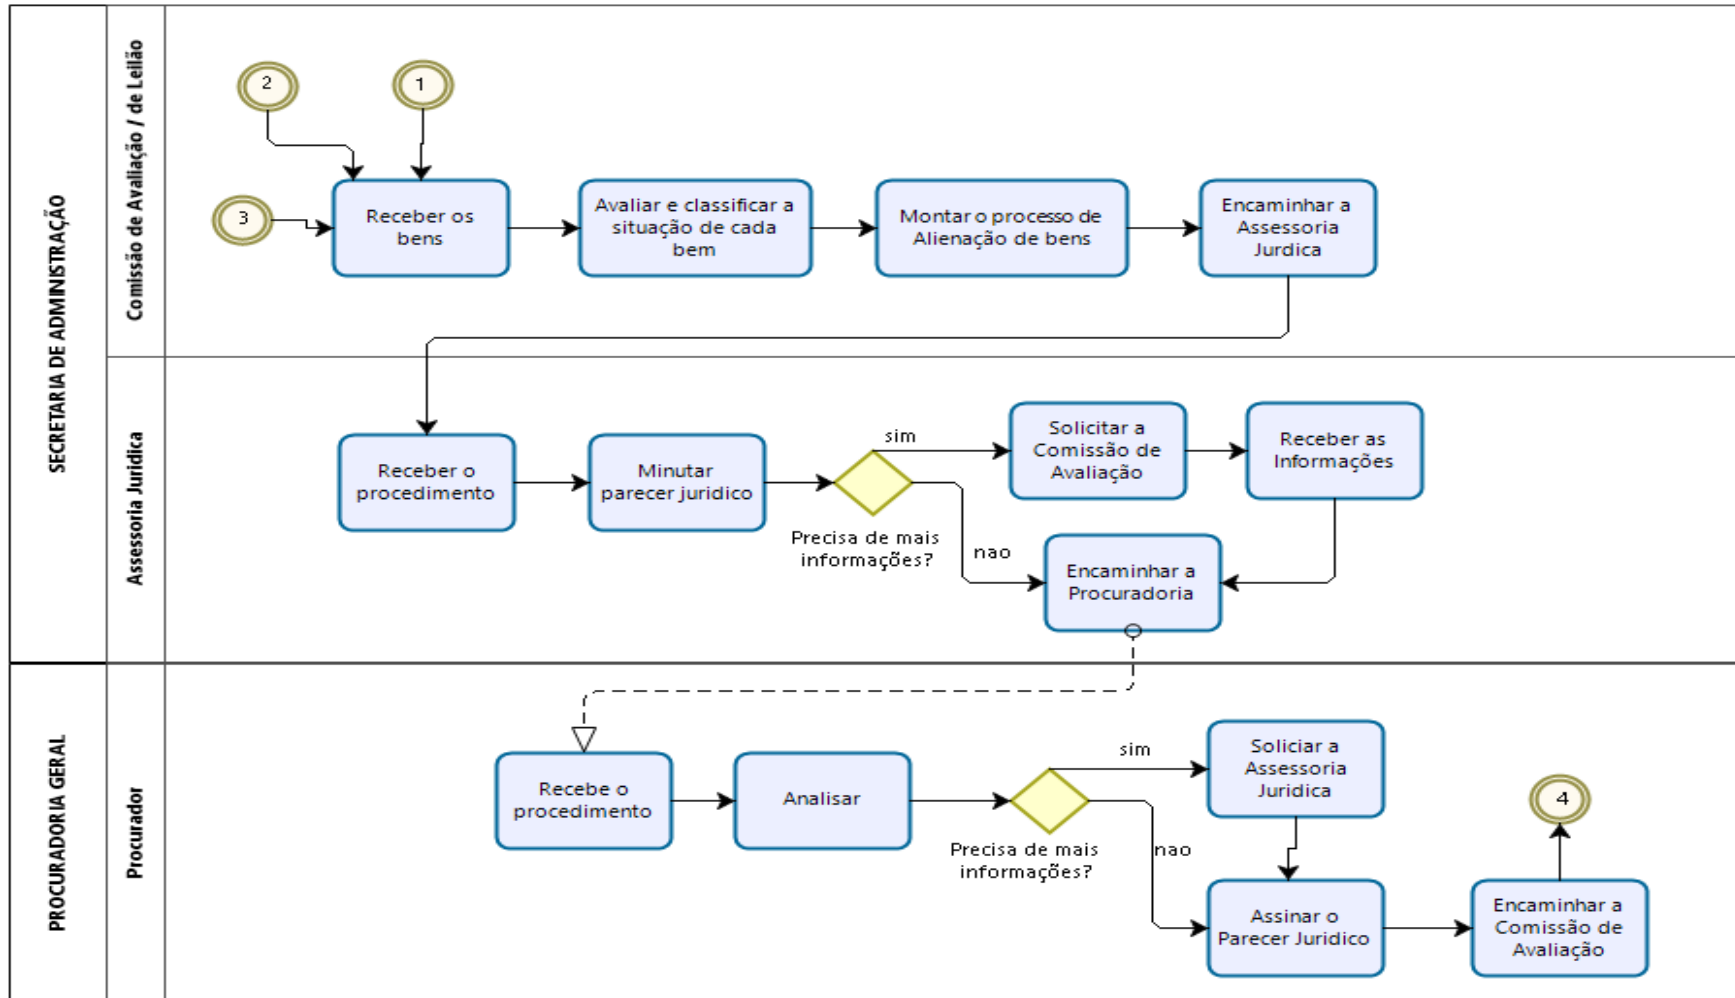 SECRETARIA DE ADMINISTRAÇÃO
Comissão de Avaliação / de Leilão
2
1
3
Receber os
bens
Avaliar e classificar a
situação de cada
bem
Montar o processo de
Alienação de bens
Encaminhar a
Assessoria
Jurdica
Assessoria Juridica
Receber o
procedimento
Minutar
parecer juridico
Precisa de mais
informações?
sim
nao
Solicitar a
Comissão de
Avaliação
Receber as
Informações
Encaminhar a
Procuradoria
PROCURADORIA GERAL
Procurador
Recebe o
procedimento
Analisar
Precisa de mais
informações?
sim
nao
Soliciar a
Assessoria
Juridica
Assinar o
Parecer Juridico
Encaminhar a
Comissão de
Avaliação
4